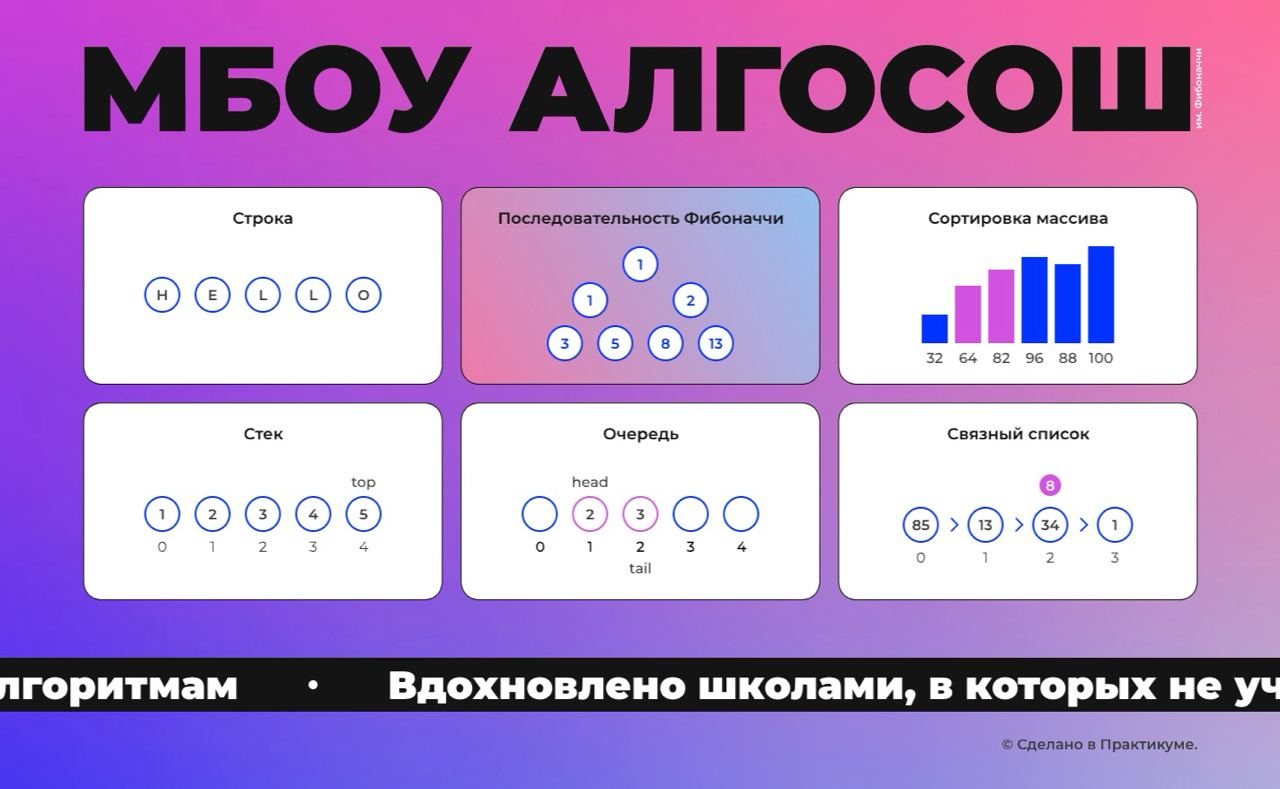 МБОУ АЛГОСОШ
им. Фибоначчи
Строка
H E L L O
Последовательность Фибоначчи
1
1 2
3 5 8 13
Сортировка массива
32 64 82 96 88 100
Стек
top
1 2 3 4 5
0 1 2 3 4
Очередь
head
2 3
0 1 2 3 4
tail
Связный список
8
85 > 13 > 34 > 1
0 1 2 3
лгоритмам • Вдохновлено школами, в которых не уч
© Сделано в Практикуме.